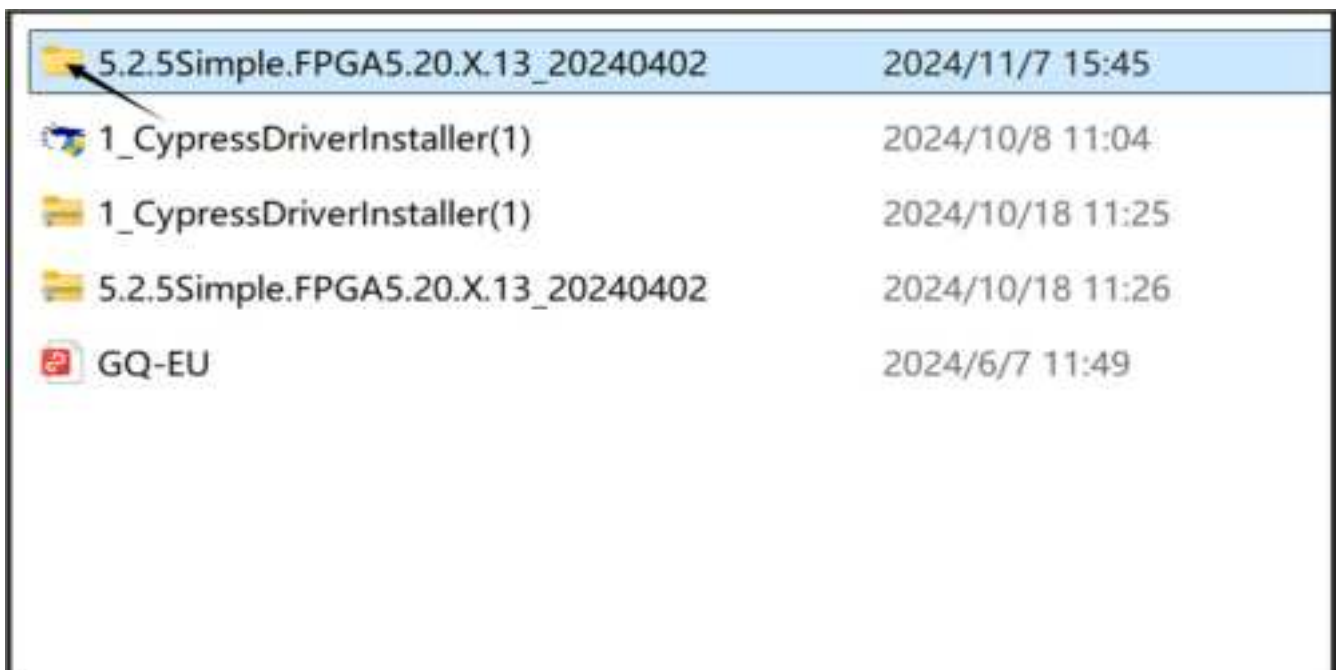 5.2.5Simple.FPGA5.20.X.13_20240402 2024/11/7 15:45
1_CypressDriverInstaller(1) 2024/10/8 11:04
1_CypressDriverInstaller(1) 2024/10/18 11:25
5.2.5Simple.FPGA5.20.X.13_20240402 2024/10/18 11:26
GQ-EU 2024/6/7 11:49